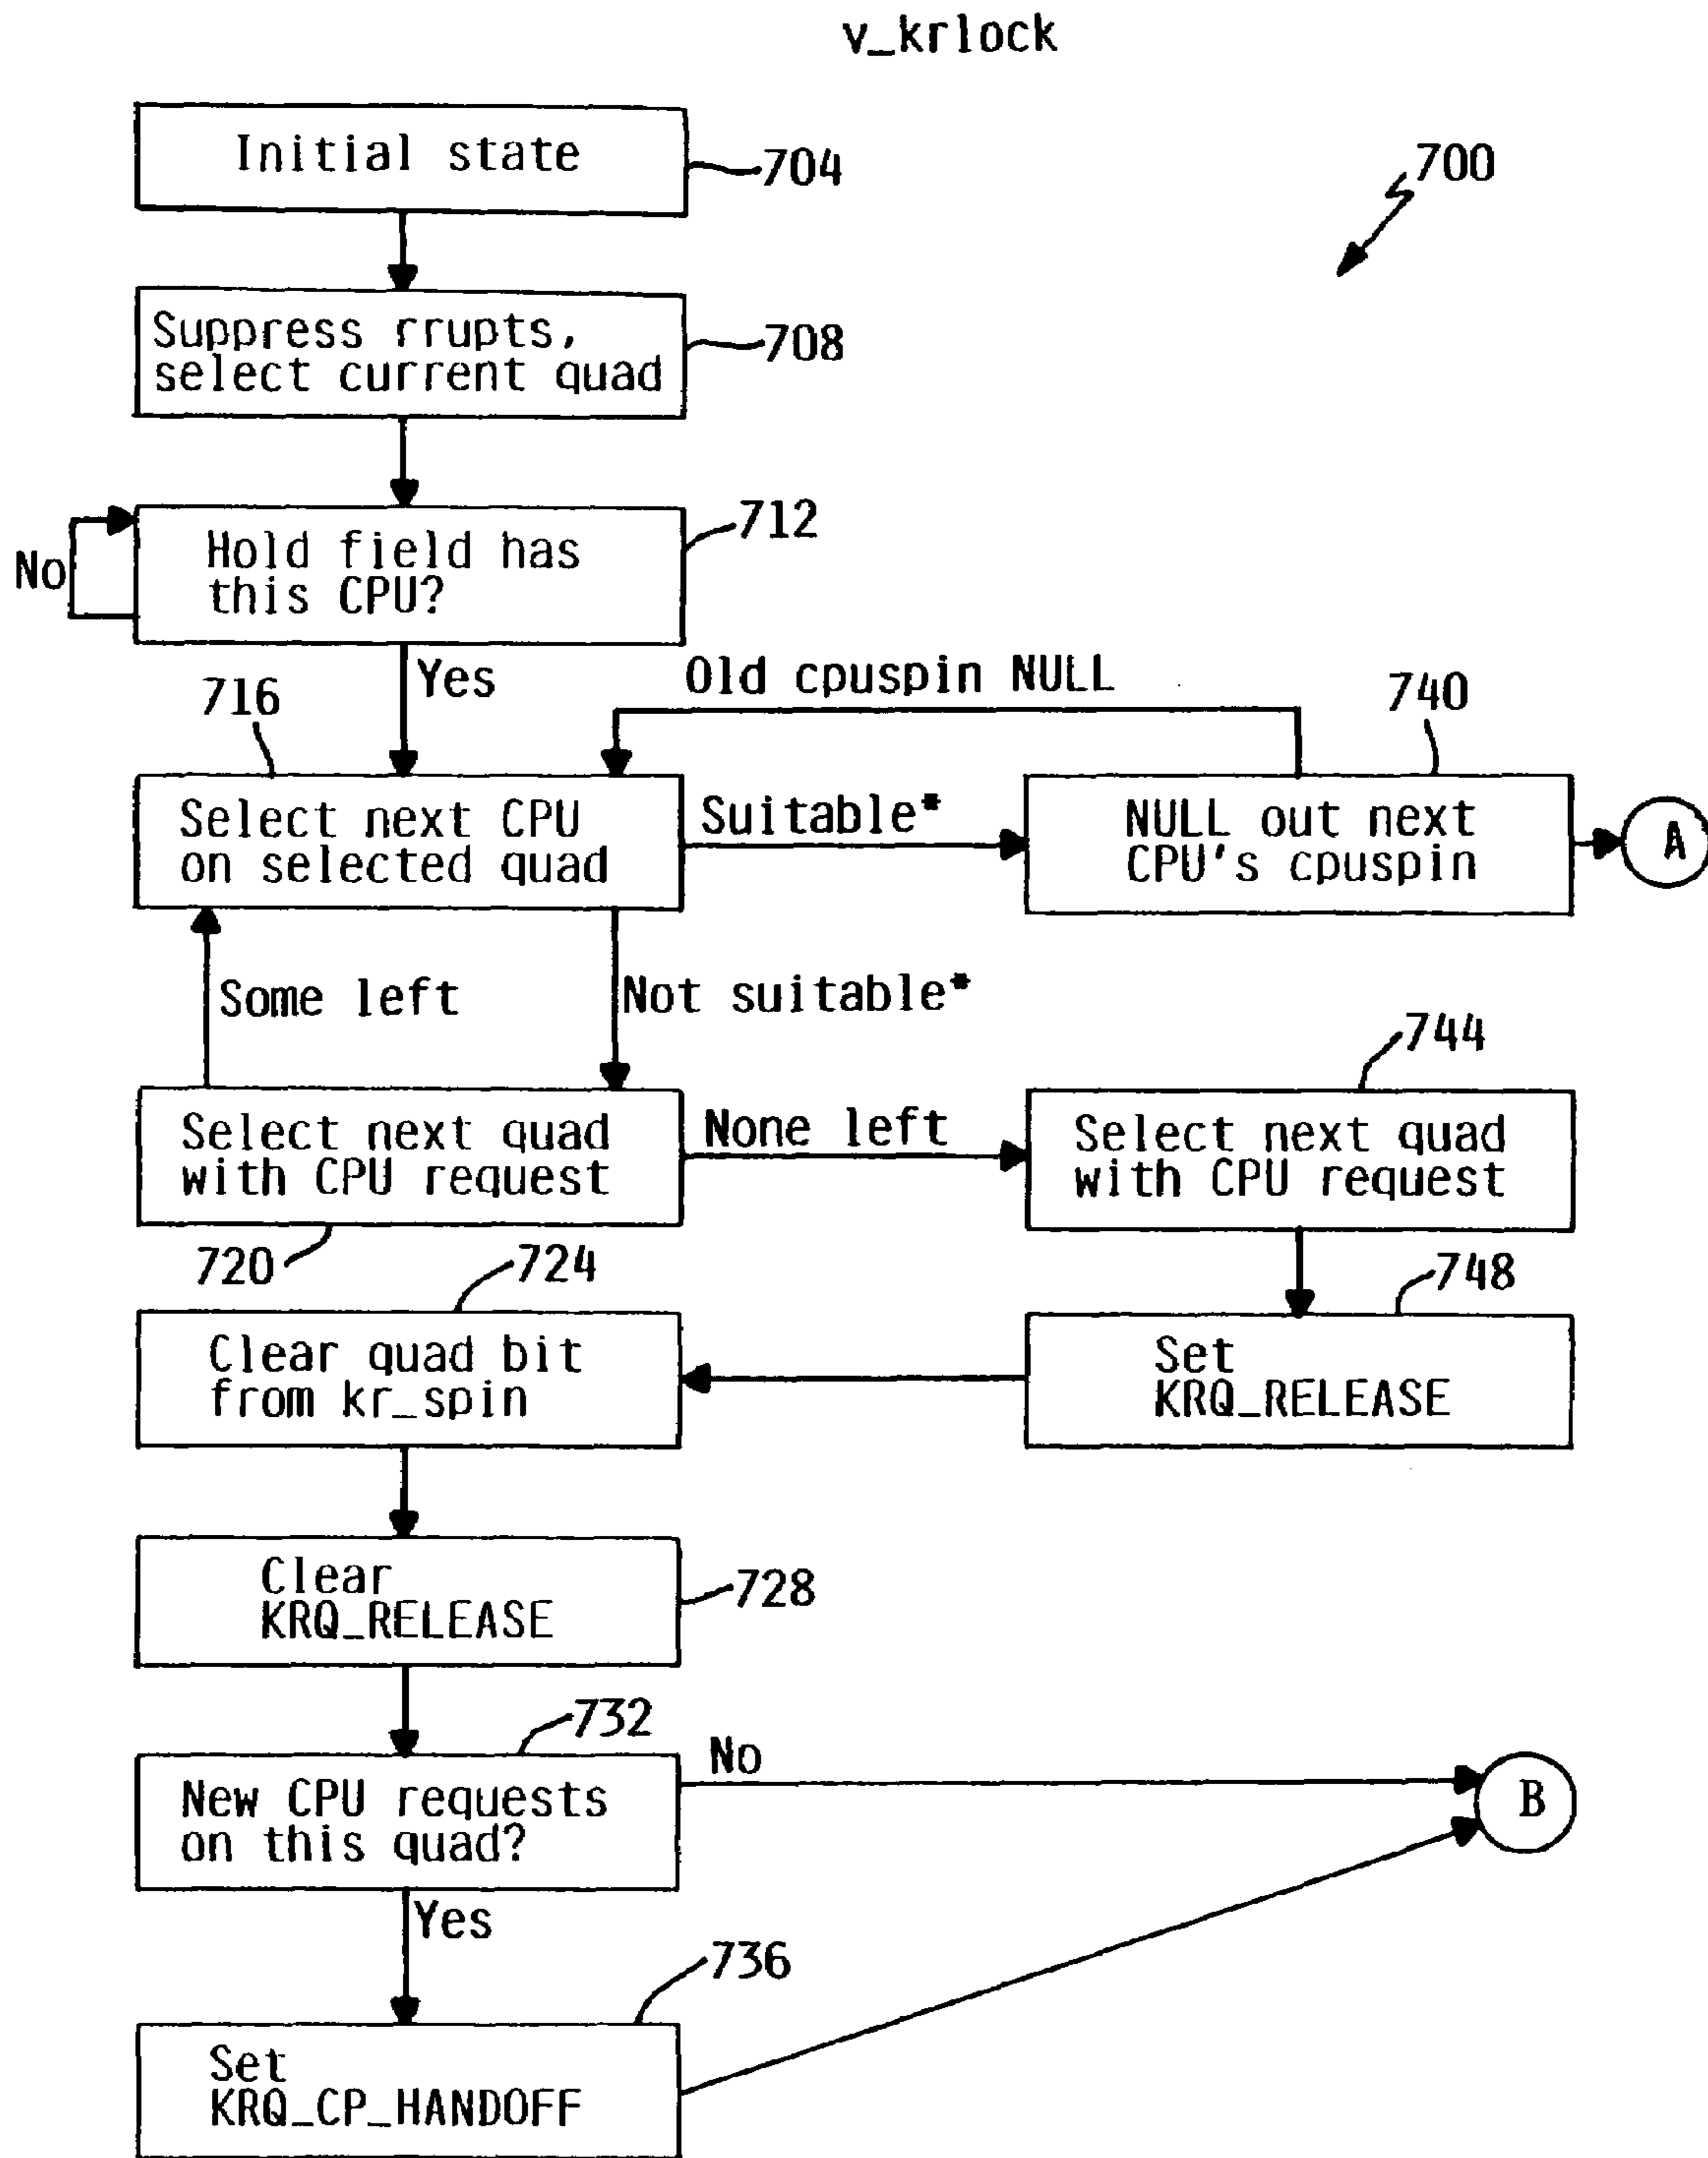 v_krlock
Initial state
704
700
Suppress rrupts,
select current quad
708
Hold field has
this CPU?
712
No
Yes
Old cpuspin NULL
716
740
Select next CPU
on selected quad
Suitable*
NULL out next
CPU's cpuspin
A
Some left
Not suitable*
744
Select next quad
with CPU request
None left
Select next quad
with CPU request
720
724
748
Clear quad bit
from kr_spin
Set
KRQ_RELEASE
Clear
KRQ_RELEASE
728
732
New CPU requests
on this quad?
No
B
Yes
736
Set
KRQ_CP_HANDOFF